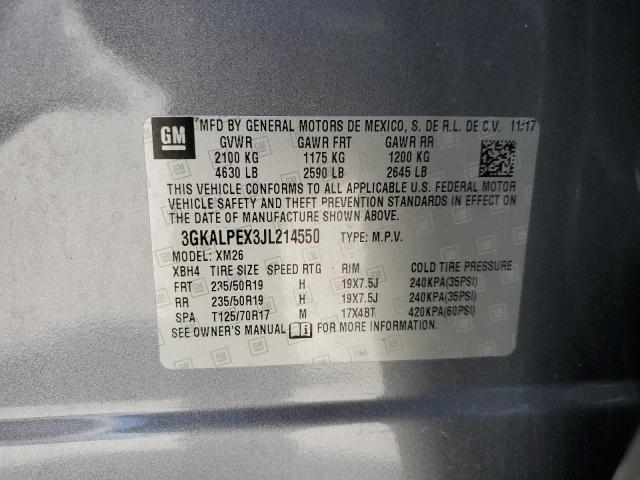 GM MFD BY GENERAL MOTORS DE MEXICO, S. DE R.L. DE C.V. 11/17
GVWR GAWR FRT GAWR RR
2100 KG 1175 KG 1200 KG
4630 LB 2590 LB 2645 LB
THIS VEHICLE CONFORMS TO ALL APPLICABLE U.S. FEDERAL MOTOR
VEHICLE SAFETY AND THEFT PREVENTION STANDARDS IN EFFECT ON
THE DATE OF MANUFACTURE SHOWN ABOVE.
3GKALPEX3JL214550 TYPE: M.P.V.
MODEL: XM26
XBH4 TIRE SIZE SPEED RTG RIM COLD TIRE PRESSURE
FRT 235/50R19 H 19X7.5J 240KPA(35PSI)
RR 235/50R19 H 19X7.5J 240KPA(35PSI)
SPA T125/70R17 M 17X4BT 420KPA(60PSI)
SEE OWNER'S MANUAL FOR MORE INFORMATION.